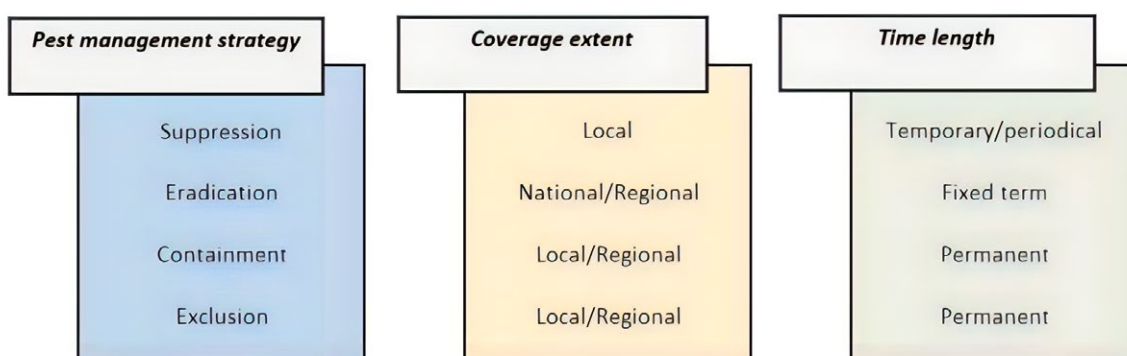 Pest management strategy
Coverage extent
Time length
Suppression
Local
Temporary/periodical
Eradication
National/Regional
Fixed term
Containment
Local/Regional
Permanent
Exclusion
Local/Regional
Permanent